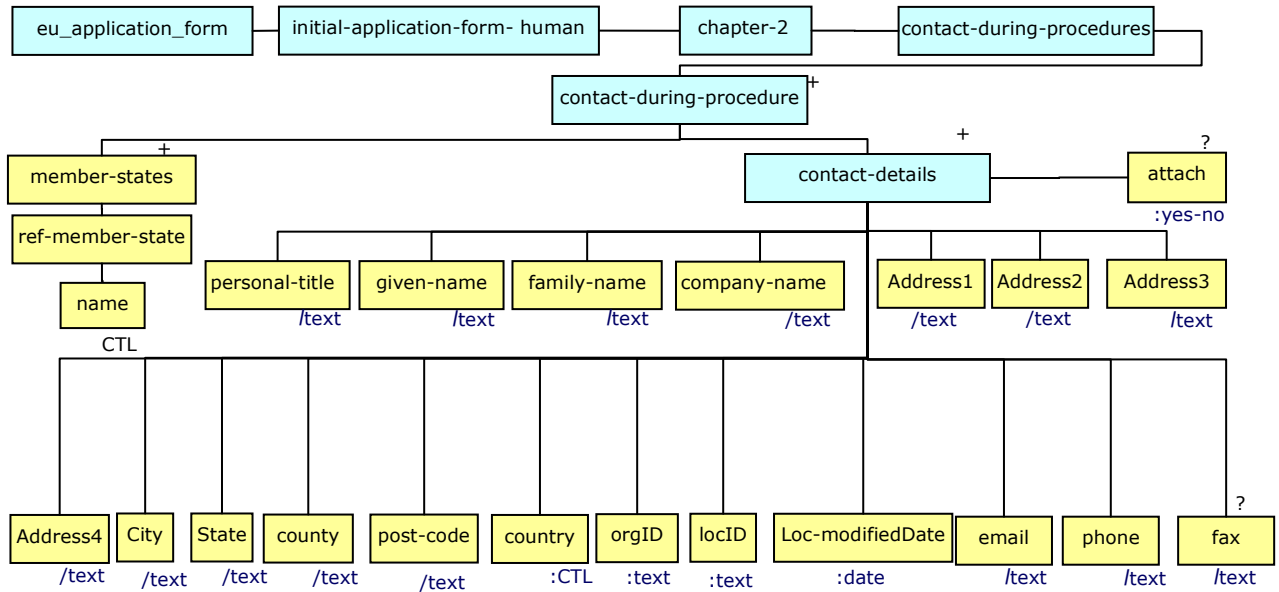 eu_application_form
initial-application-form- human
chapter-2
contact-during-procedures
contact-during-procedure
+
+
member-states
+
contact-details
?
attach
:yes-no
ref-member-state
name
CTL
personal-title
/text
given-name
/text
family-name
/text
company-name
/text
Address1
/text
Address2
/text
Address3
/text
Address4
/text
City
/text
State
/text
county
/text
post-code
/text
country
:CTL
orgID
:text
locID
:text
Loc-modifiedDate
:date
email
/text
phone
/text
?
fax
/text